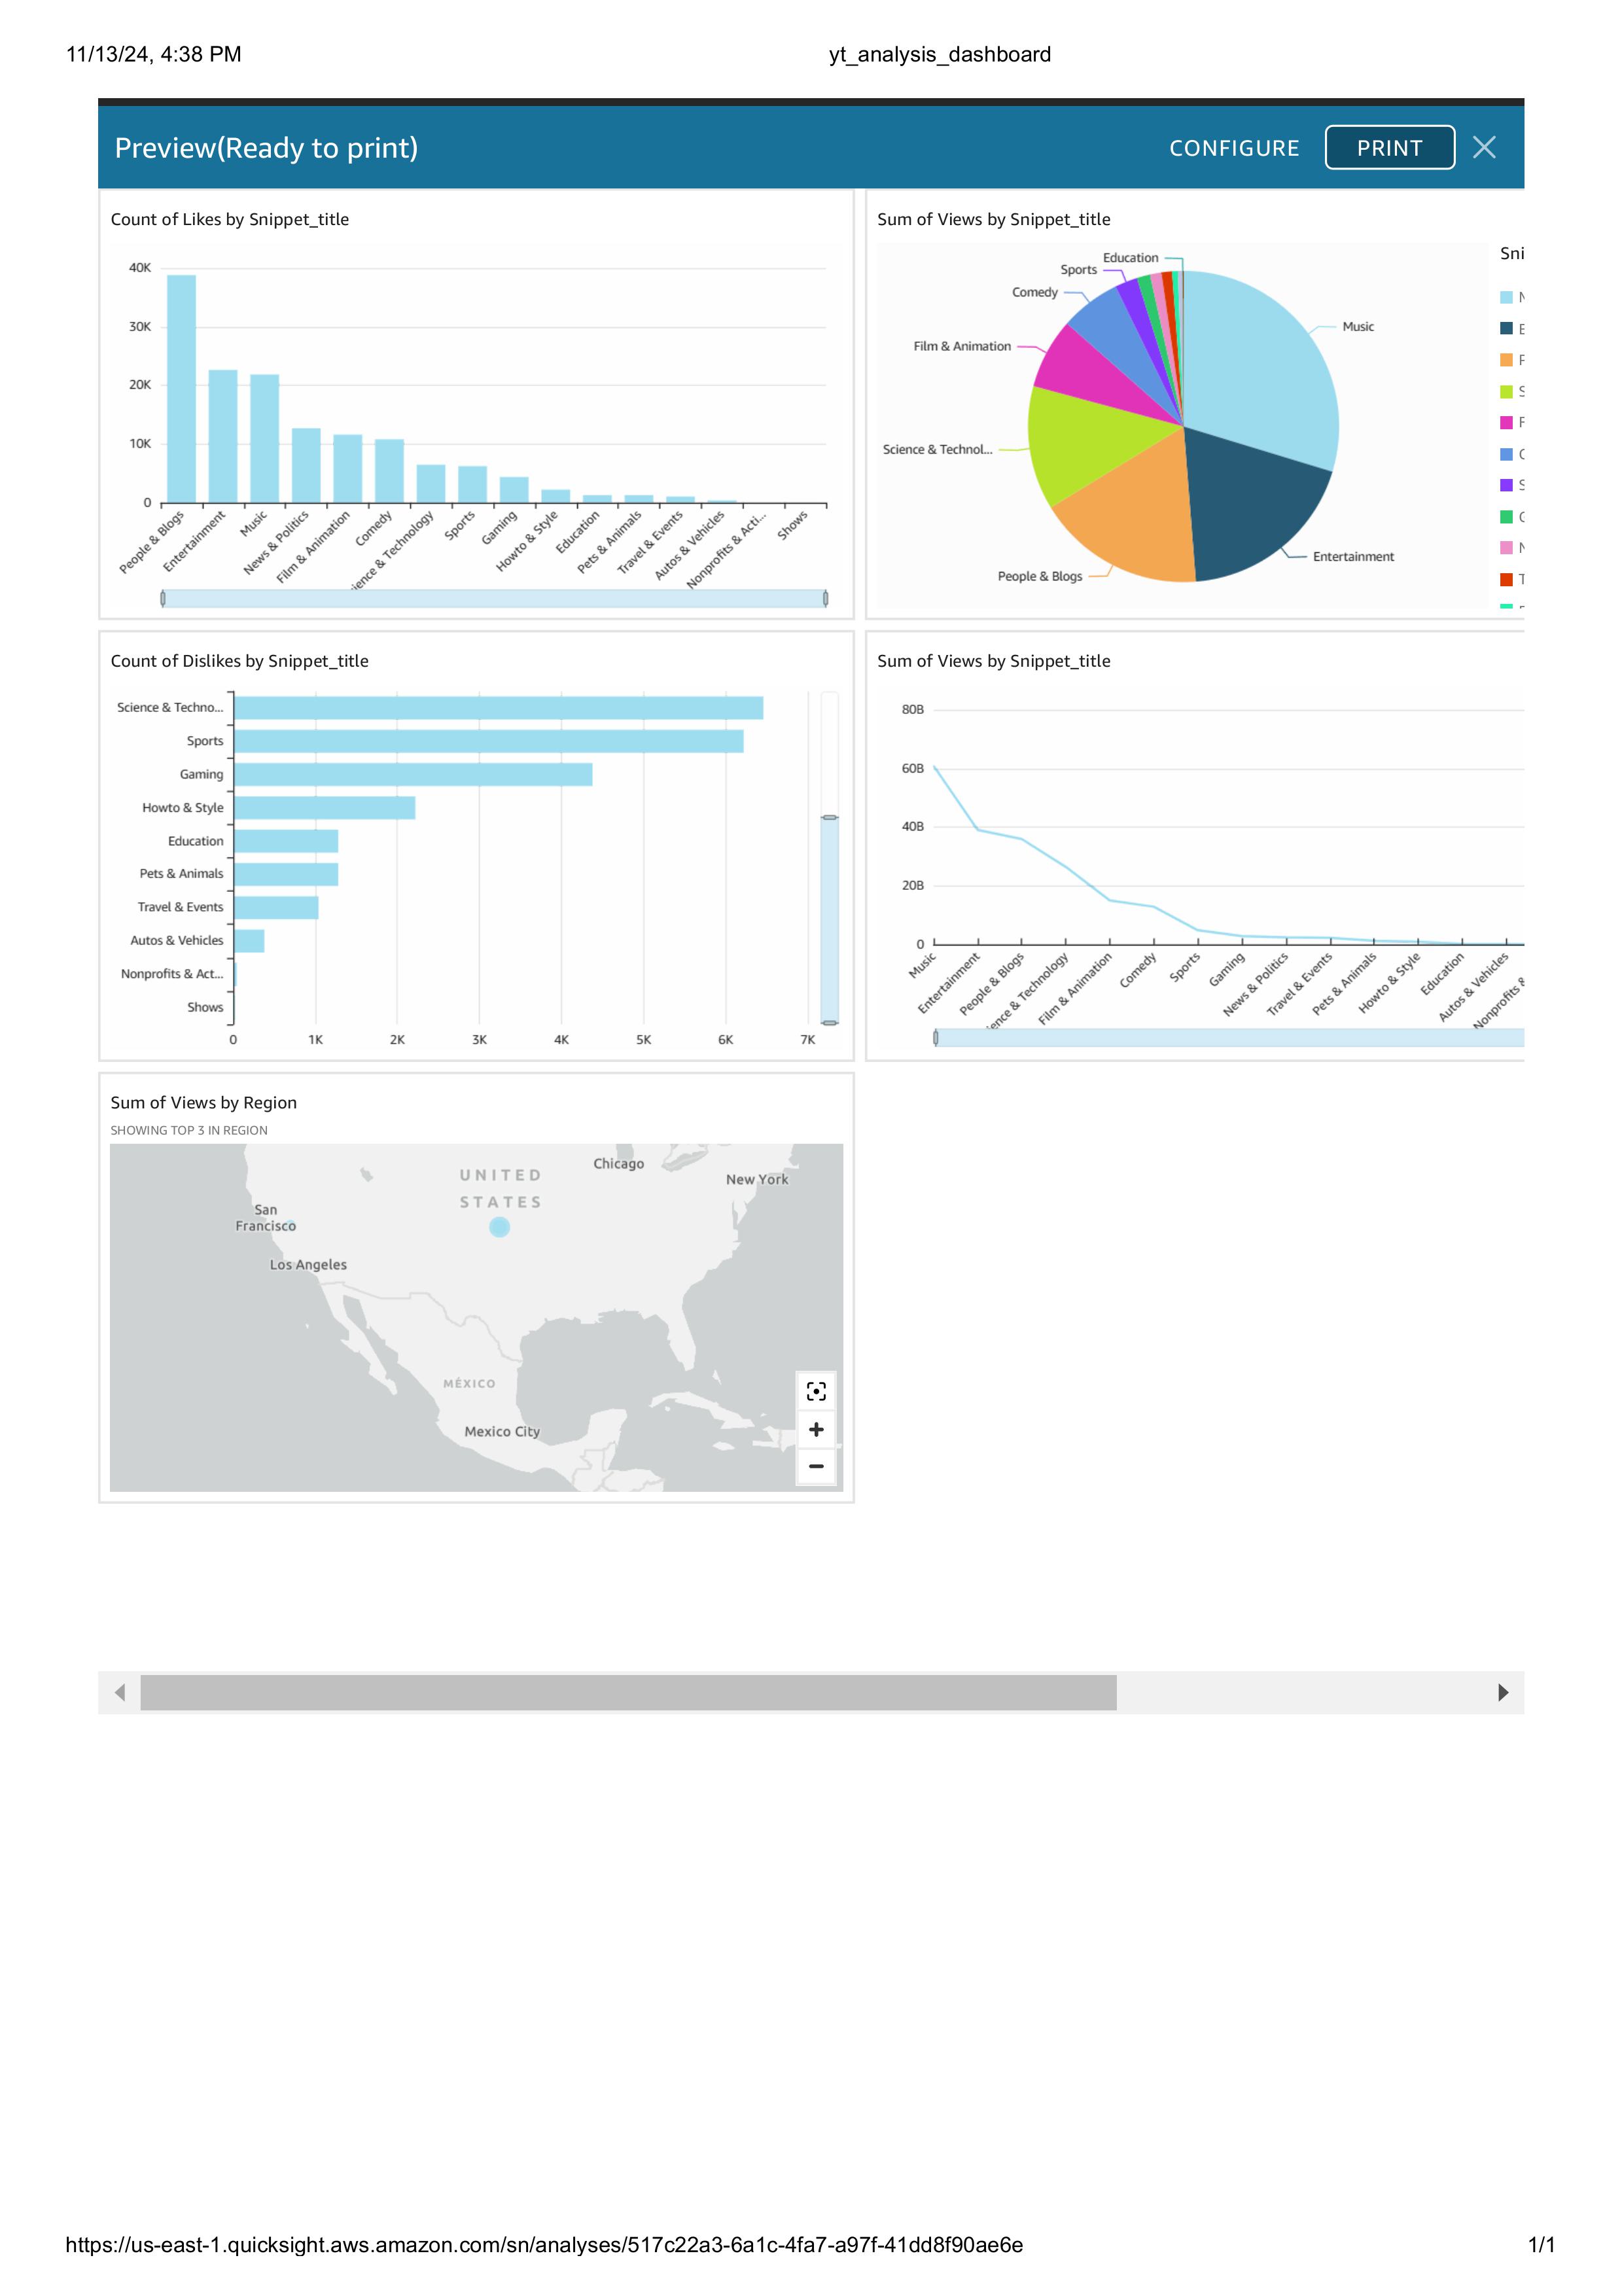 11/13/24, 4:38 PM
yt_analysis_dashboard
Preview(Ready to print)
CONFIGURE
PRINT
Count of Likes by Snippet_title
40K
30K
20K
10K
0
People & Blogs
Entertainment
Music
News & Politics
Film & Animation
Comedy
ience & Technology
Sports
Gaming
Howto & Style
Education
Pets & Animals
Travel & Events
Autos & Vehicles
Nonprofits & Acti...
Shows
Sum of Views by Snippet_title
Education
Sports
Comedy
Film & Animation
Science & Technol...
People & Blogs
Music
Entertainment
Sni
Count of Dislikes by Snippet_title
Science & Techno...
Sports
Gaming
Howto & Style
Education
Pets & Animals
Travel & Events
Autos & Vehicles
Nonprofits & Act...
Shows
0 1K 2K 3K 4K 5K 6K 7K
Sum of Views by Snippet_title
80B
60B
40B
20B
0
Music
Entertainment
People & Blogs
ience & Technology
Film & Animation
Comedy
Sports
Gaming
News & Politics
Travel & Events
Pets & Animals
Howto & Style
Education
Autos & Vehicles
Nonprofits &
Sum of Views by Region
SHOWING TOP 3 IN REGION
UNITED
STATES
Chicago
New York
San
Francisco
Los Angeles
MÉXICO
Mexico City
https://us-east-1.quicksight.aws.amazon.com/sn/analyses/517c22a3-6a1c-4fa7-a97f-41dd8f90ae6e
1/1